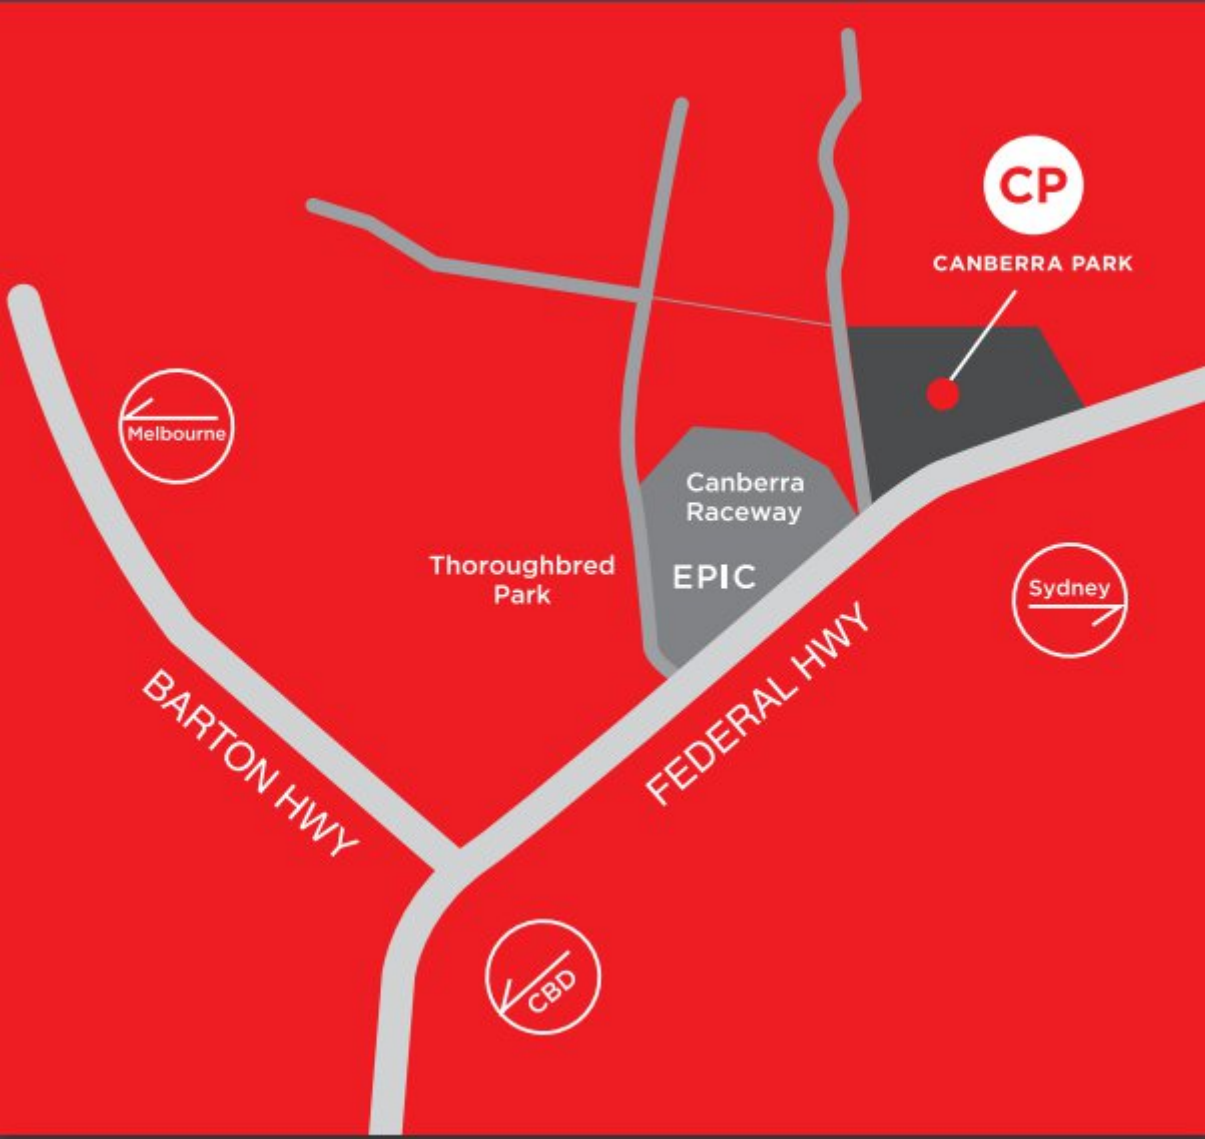 CP
CANBERRA PARK
Melbourne
Canberra
Raceway
EPIC
Thoroughbred
Park
Sydney
FEDERAL HWY
BARTON HWY
CBD